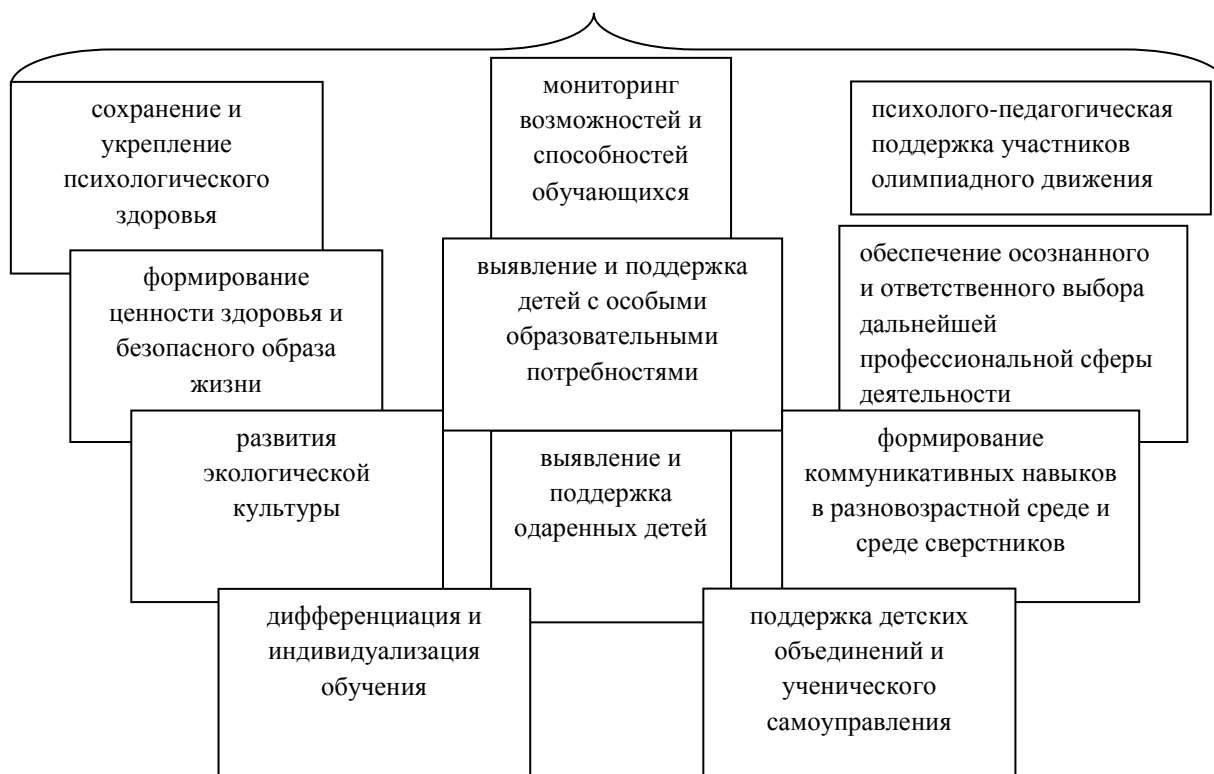 сохранение и
укрепление
психологического
здоровья
мониторинг
возможностей и
способностей
обучающихся
психолого-педагогическая
поддержка участников
олимпиадного движения
формирование
ценности здоровья и
безопасного образа
жизни
выявление и поддержка
детей с особыми
образовательными
потребностями
обеспечение осознанного
и ответственного выбора
дальнейшей
профессиональной сферы
деятельности
развития
экологической
культуры
выявление и
поддержка
одаренных детей
формирование
коммуникативных навыков
в разновозрастной среде и
среде сверстников
дифференциация и
индивидуализация
обучения
поддержка детских
объединений и
ученического
самоуправления